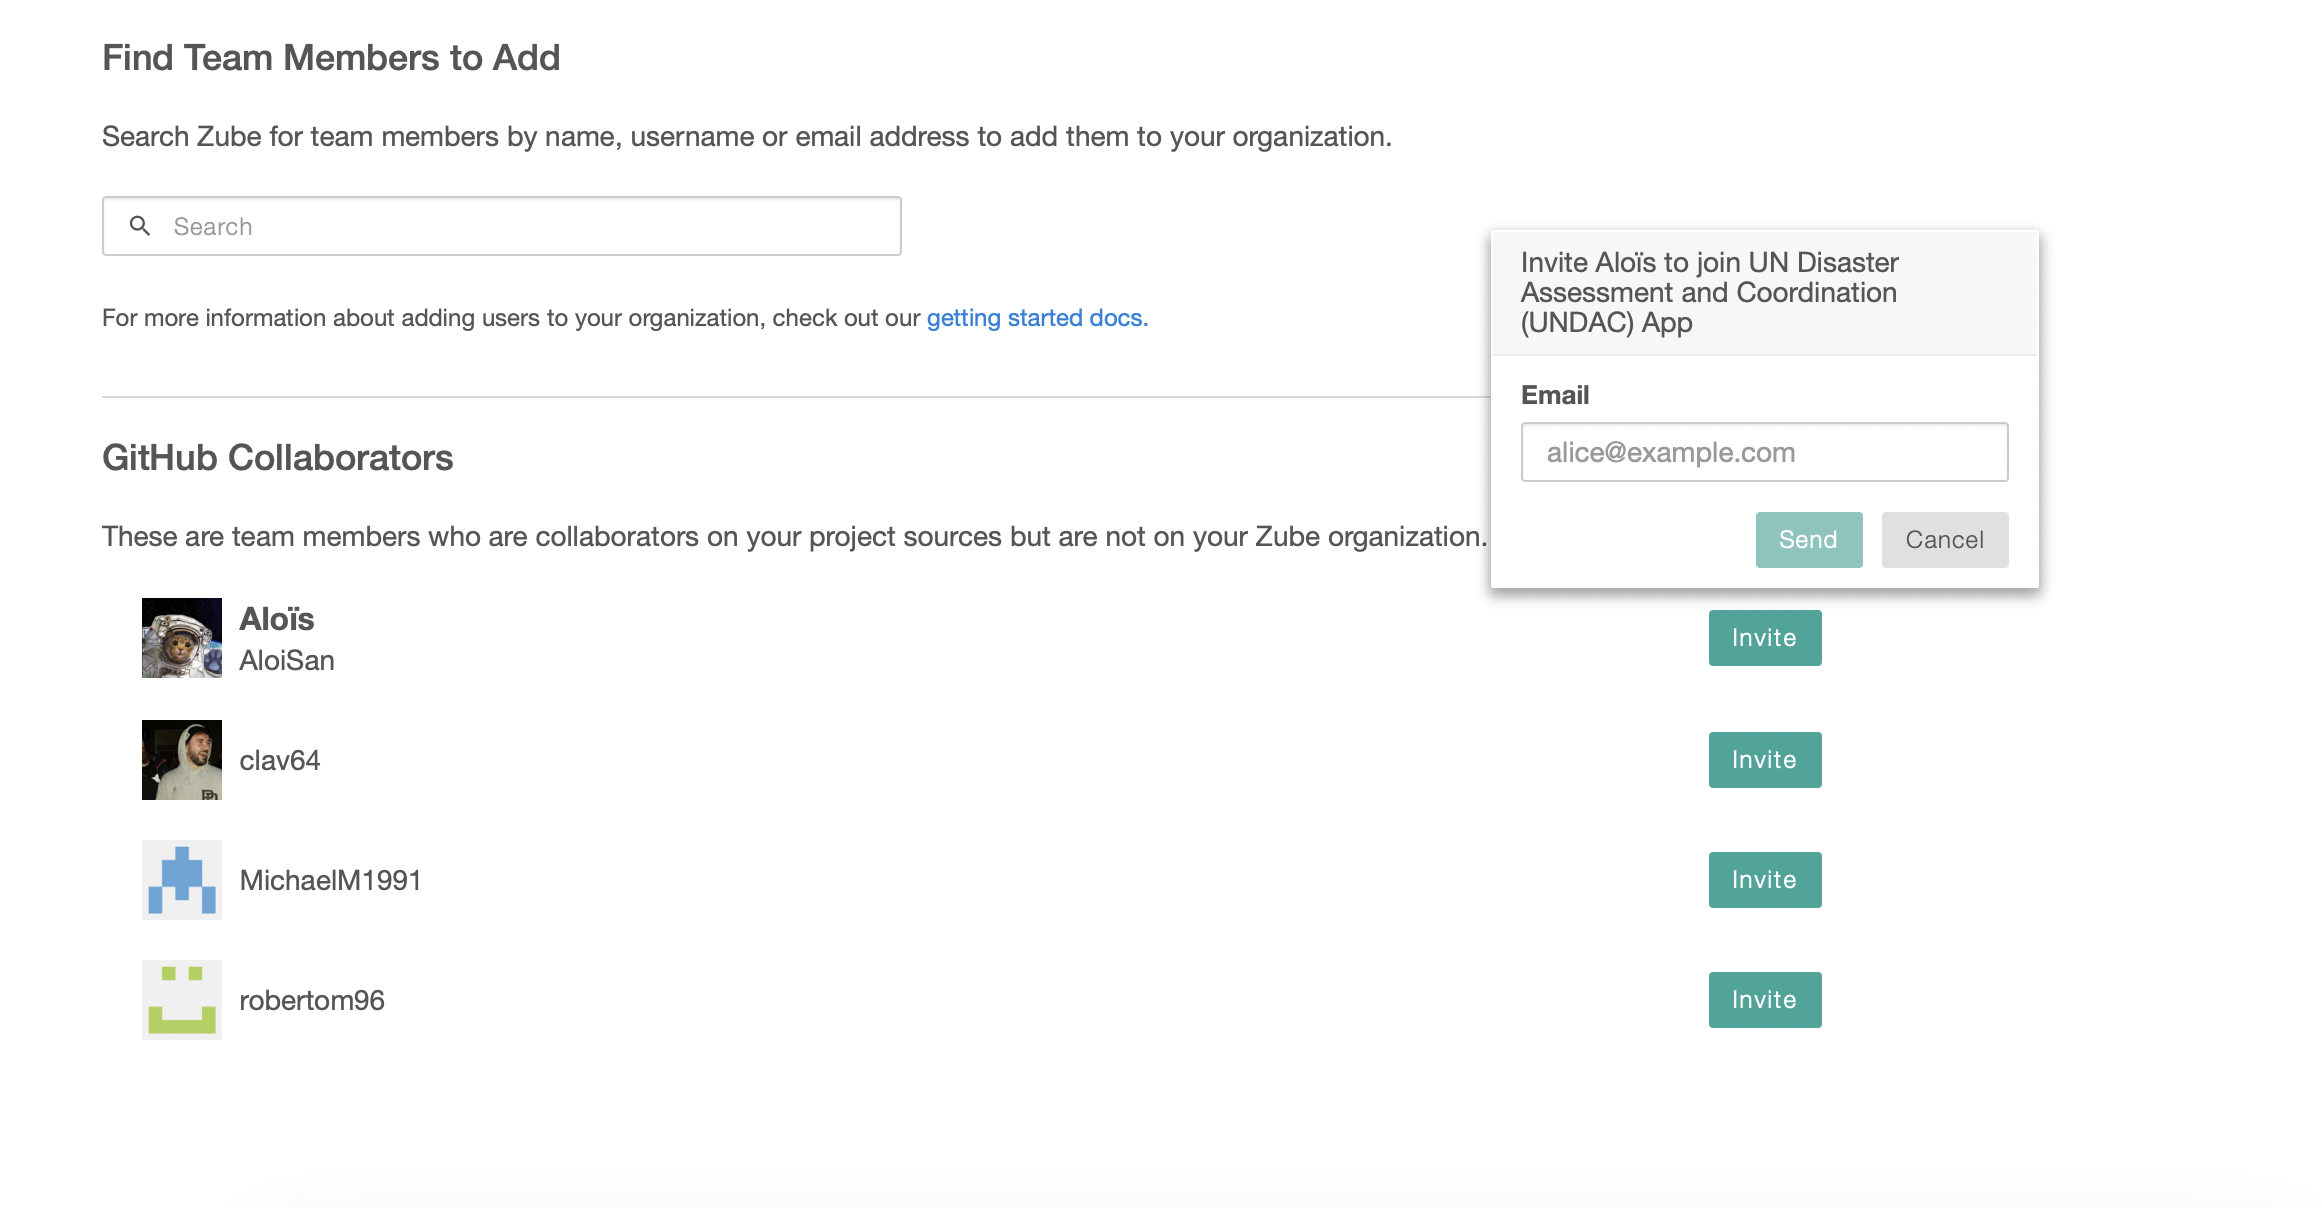 Find Team Members to Add
Search Zube for team members by name, username or email address to add them to your organization.
Search
For more information about adding users to your organization, check out our getting started docs.
Invite Aloïs to join UN Disaster
Assessment and Coordination
(UNDAC) App
Email
alice@example.com
Send
Cancel
GitHub Collaborators
These are team members who are collaborators on your project sources but are not on your Zube organization.
Aloïs
AloiSan
Invite
clav64
Invite
MichaelM1991
Invite
robertom96
Invite